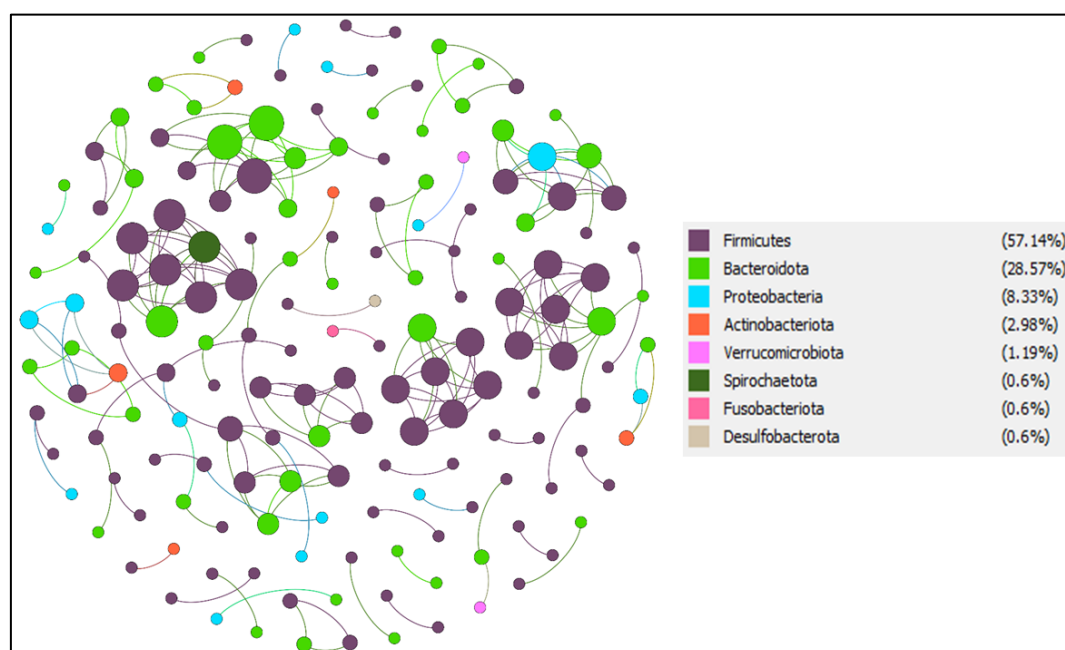 Firmicutes (57.14%)
Bacteroidota (28.57%)
Proteobacteria (8.33%)
Actinobacteriota (2.98%)
Verrucomicrobiota (1.19%)
Spirochaetota (0.6%)
Fusobacteriota (0.6%)
Desulfobacterota (0.6%)